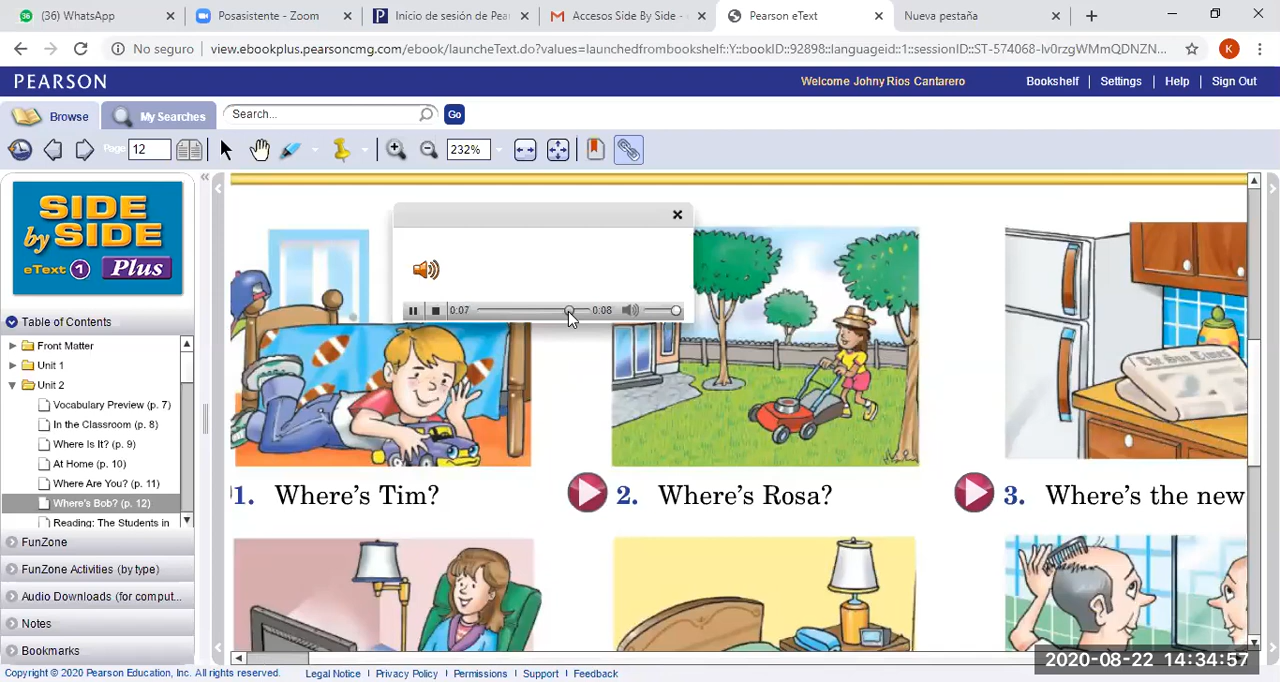 36 (36) WhatsApp
Posasistente - Zoom
Inicio de sesión de Pea
Accesos Side By Side -
Pearson eText
Nueva pestaña
No seguro
view.ebookplus.pearsoncmg.com/ebook/launcheText.do?values=launchedfrombookshelf::Y::bookID::92898::languageid::1::sessionID::ST-574068-lv0rzgWMmQDNZN...
K
PEARSON
Welcome Johny Rios Cantarero
Bookshelf
Settings
Help
Sign Out
Browse
My Searches
Search...
Go
Page 12
232%
SIDE
by SIDE
eText 1 Plus
Table of Contents
Front Matter
Unit 1
Unit 2
Vocabulary Preview (p. 7)
In the Classroom (p. 8)
Where Is It? (p. 9)
At Home (p. 10)
Where Are You? (p. 11)
Where's Bob? (p. 12)
Reading: The Students in
FunZone
FunZone Activities (by type)
Audio Downloads (for comput...
Notes
Bookmarks
0:07
0:08
The Sun Times
1. Where's Tim?
2. Where's Rosa?
3. Where's the new
2020-08-22 14:34:57
Copyright © 2020 Pearson Education, Inc. All rights reserved.
Legal Notice
Privacy Policy
Permissions
Support
Feedback